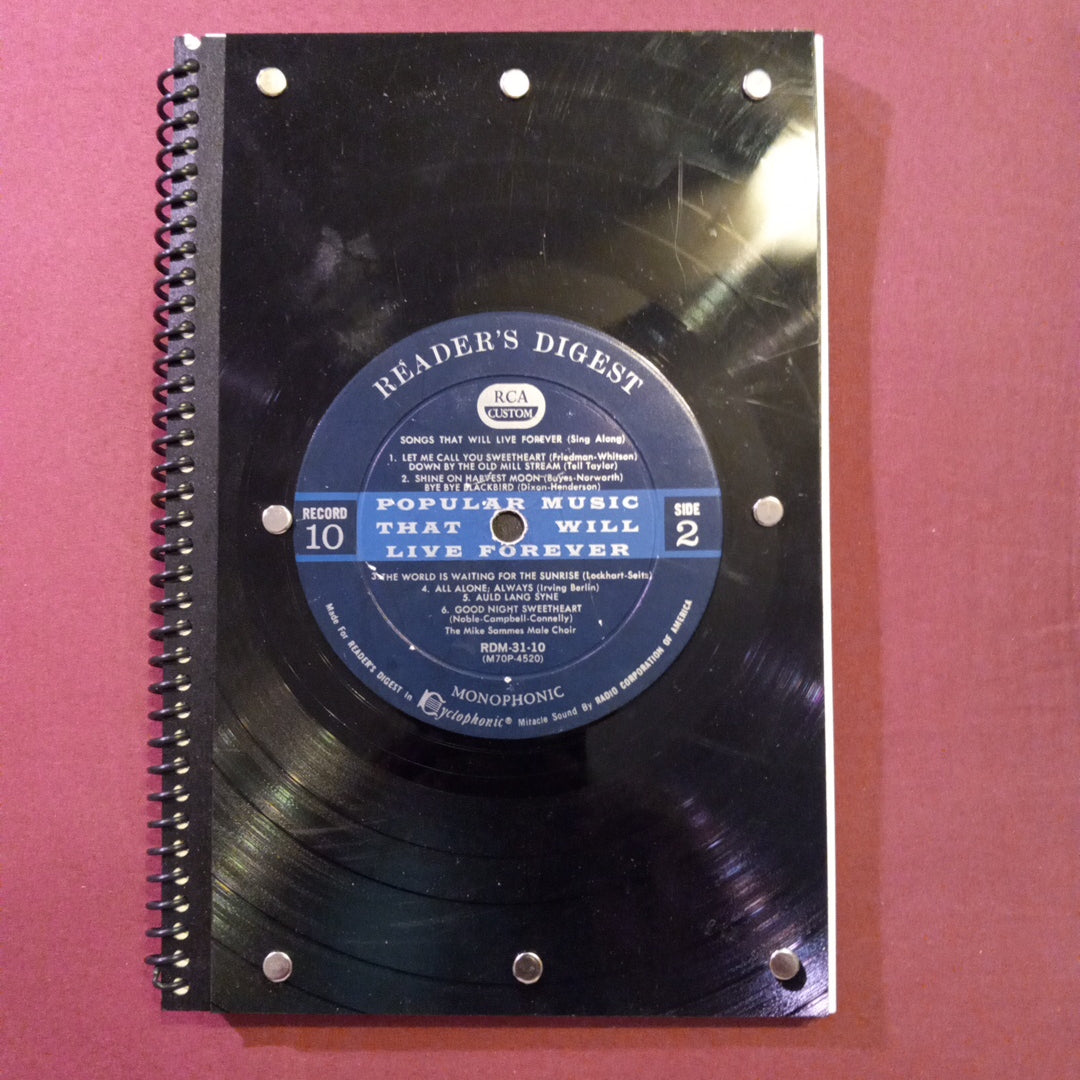 READER'S DIGEST
RCA
CUSTOM
SONGS THAT WILL LIVE FOREVER (Sing Along)
1. LET ME CALL YOU SWEETHEART (Friedman-Whitson)
DOWN BY THE OLD MILL STREAM (Tell Taylor)
2. SHINE ON HARVEST MOON (Bayes-Norworth)
BYE BYE BLACKBIRD (Dixon-Henderson)
RECORD
10
POPULAR MUSIC
THAT WILL
LIVE FOREVER
SIDE
2
3. THE WORLD IS WAITING FOR THE SUNRISE (Lockhart-Seits)
4. ALL ALONE; ALWAYS (Irving Berlin)
5. AULD LANG SYNE
6. GOOD NIGHT SWEETHEART
(Noble-Campbell-Connelly)
The Mike Sammes Male Choir
RDM-31-10
(M70P-4520)
MONOPHONIC
Made For READER'S DIGEST in Cyclophonic® Miracle Sound By RADIO CORPORATION OF AMERICA